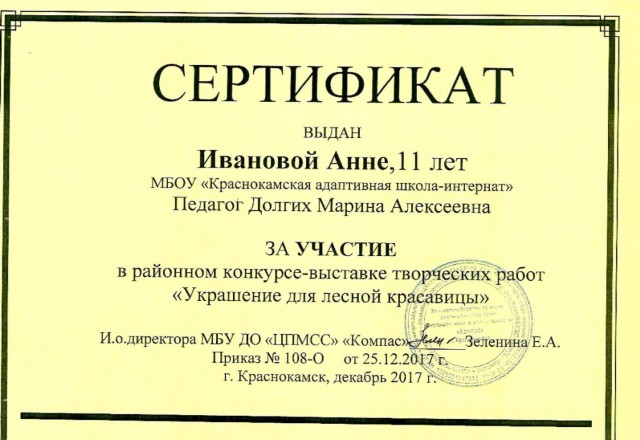 СЕРТИФИКАТ
ВЫДАН
Ивановой Анне,11 лет
МБОУ «Краснокамская адаптивная школа-интернат»
Педагог Долгих Марина Алексеевна
ЗА УЧАСТИЕ
в районном конкурсе-выставке творческих работ
«Украшение для лесной красавицы»
И.о.директора МБУ ДО «ЦПМСС» «Компас» Зеленина Е.А.
Приказ № 108-О от 25.12.2017 г.
г. Краснокамск, декабрь 2017 г.
«Компас»